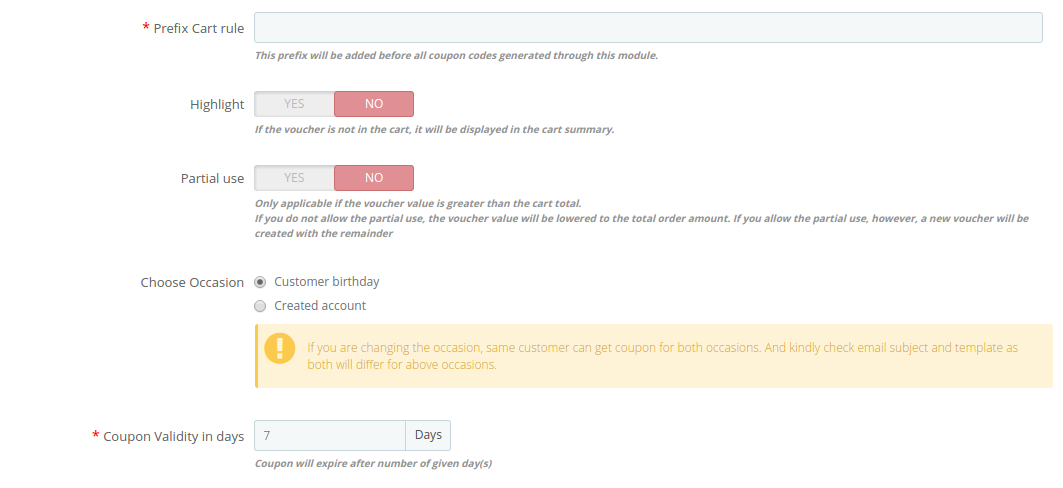 * Prefix Cart rule
This prefix will be added before all coupon codes generated through this module.
Highlight YES NO
If the voucher is not in the cart, it will be displayed in the cart summary.
Partial use YES NO
Only applicable if the voucher value is greater than the cart total.
If you do not allow the partial use, the voucher value will be lowered to the total order amount. If you allow the partial use, however, a new voucher will be
created with the remainder
Choose Occasion Customer birthday
Created account
If you are changing the occasion, same customer can get coupon for both occasions. And kindly check email subject and template as
both will differ for above occasions.
* Coupon Validity in days 7 Days
Coupon will expire after number of given day(s)